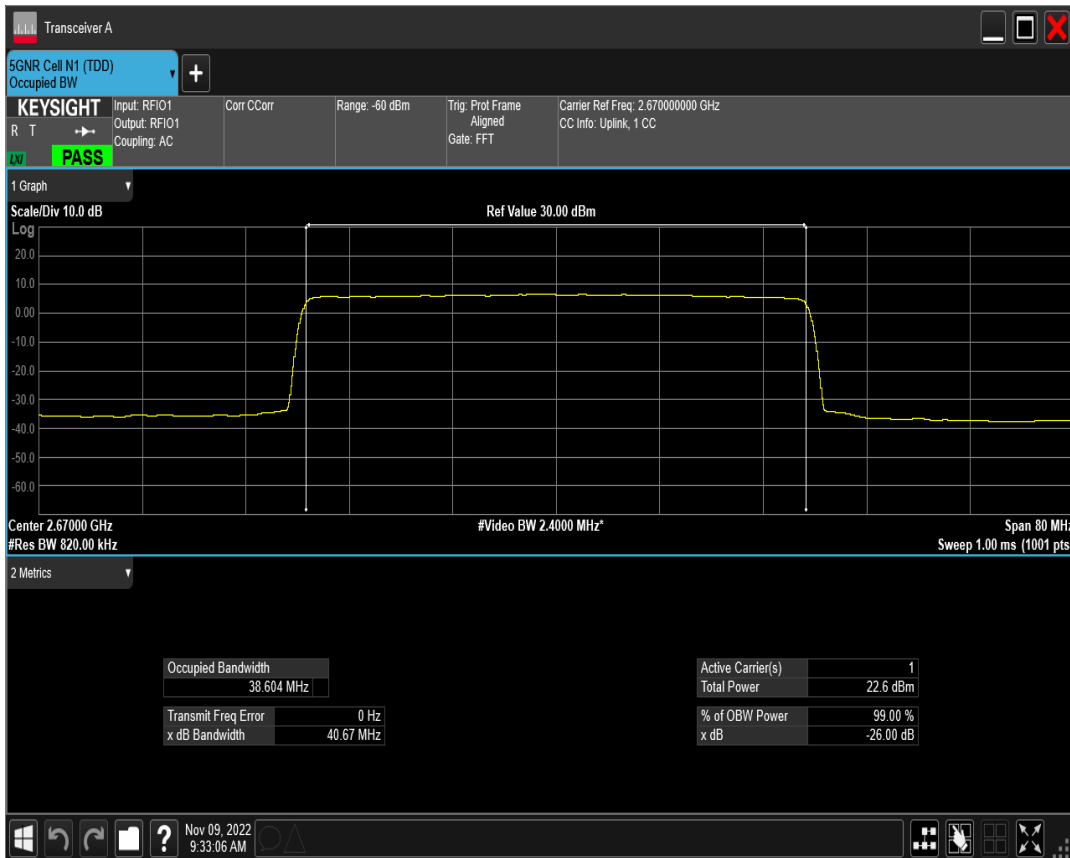 Transceiver A
5GNR Cell N1 (TDD)
Occupied BW
+
KEYSIGHT
R T
LXI
PASS
Input: RFIO1
Output: RFIO1
Coupling: AC
Corr CCorr
Range: -60 dBm
Trig: Prot Frame
Aligned
Gate: FFT
Carrier Ref Freq: 2.670000000 GHz
CC Info: Uplink, 1 CC
1 Graph
Scale/Div 10.0 dB
Ref Value 30.00 dBm
Log
20.0
10.0
0.00
-10.0
-20.0
-30.0
-40.0
-50.0
-60.0
Center 2.67000 GHz
#Video BW 2.4000 MHz*
Span 80 MHz
#Res BW 820.00 kHz
Sweep 1.00 ms (1001 pts
2 Metrics
Occupied Bandwidth
38.604 MHz
Transmit Freq Error 0 Hz
x dB Bandwidth 40.67 MHz
Active Carrier(s) 1
Total Power 22.6 dBm
% of OBW Power 99.00 %
x dB -26.00 dB
?
Nov 09, 2022
9:33:06 AM